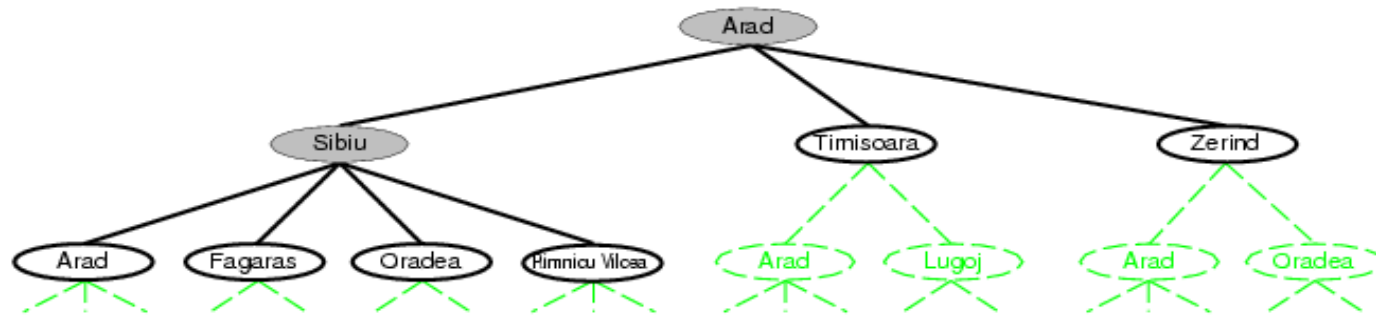 Arad
Sibiu Timisoara Zerind
Arad Fagaras Oradea Rimnicu Vilcea Arad Lugoj Arad Oradea